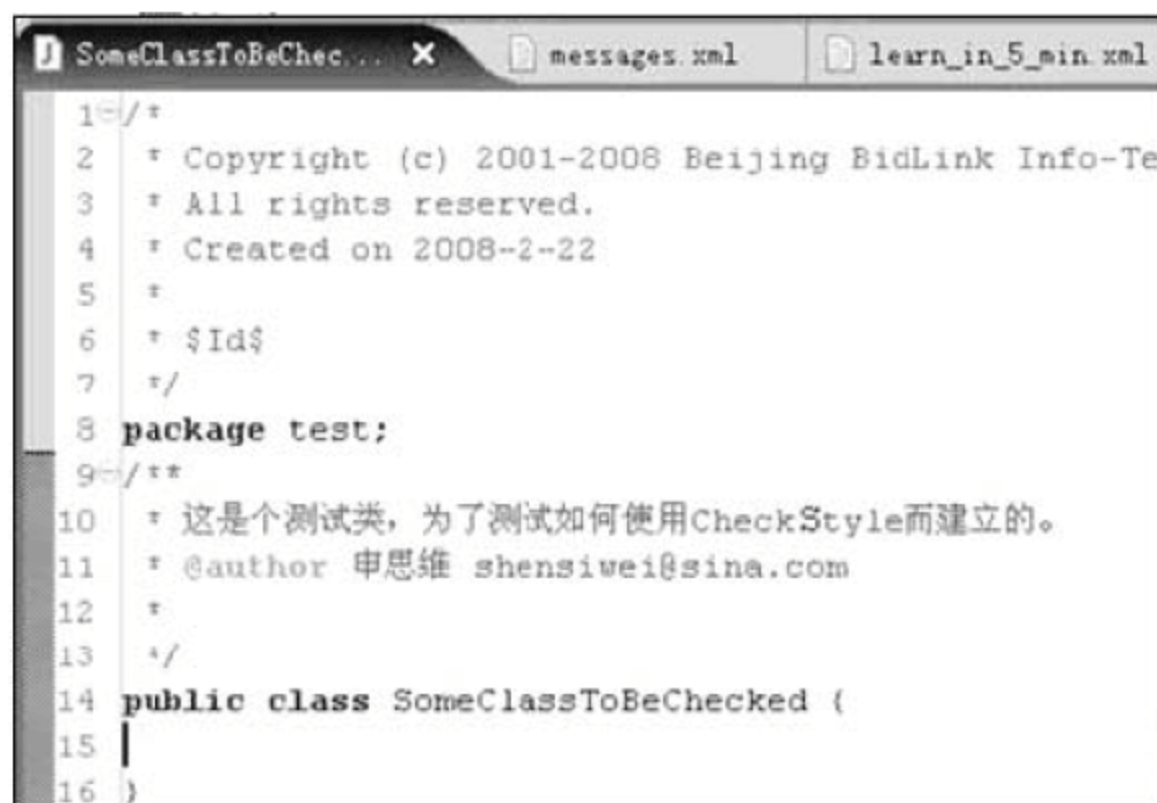 SomeClassToBeChec... messages.xml learn_in_5_min.xml
1 /*
2 * Copyright (c) 2001-2008 Beijing BidLink Info-Te
3 * All rights reserved.
4 * Created on 2008-2-22
5 *
6 * $Id$
7 */
8 package test;
9 /**
10 * 这是个测试类，为了测试如何使用CheckStyle而建立的。
11 * @author 申思维 shensiwei@sina.com
12 *
13 */
14 public class SomeClassToBeChecked {
15
16 }